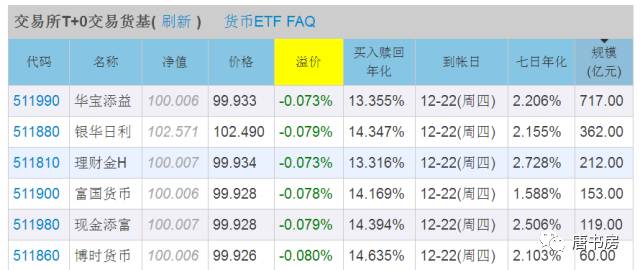 交易所T+0交易货基( 刷新 ) 货币ETF FAQ
代码 名称 净值 价格 溢价 买入赎回年化 到帐日 七日年化 规模(亿元)
511990 华宝添益 100.006 99.933 -0.073% 13.355% 12-22(周四) 2.206% 717.00
511880 银华日利 102.571 102.490 -0.079% 14.347% 12-22(周四) 2.155% 362.00
511810 理财金H 100.007 99.934 -0.073% 13.316% 12-22(周四) 2.728% 212.00
511900 富国货币 100.006 99.928 -0.078% 14.169% 12-22(周四) 1.588% 153.00
511980 现金添富 100.007 99.928 -0.079% 14.394% 12-22(周四) 2.506% 119.00
511860 博时货币 100.006 99.926 -0.080% 14.635% 12-22(周四) 2.103% 60.00
唐书房